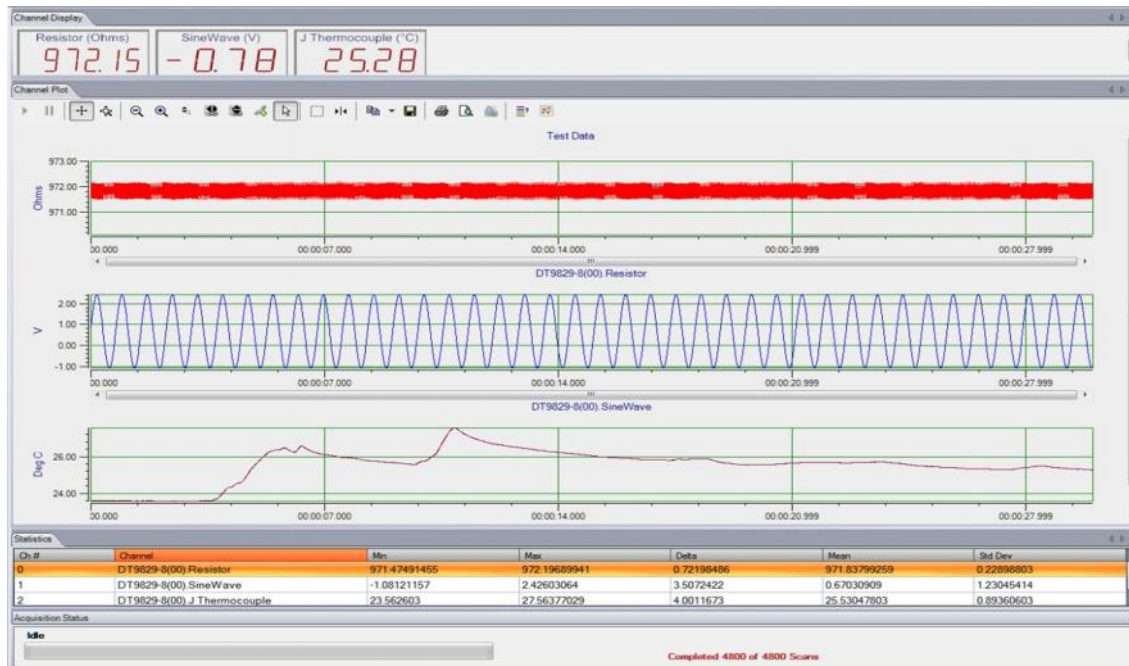 Channel Display
Resistor (Ohms) SineWave (V) J Thermocouple (°C)
972.15 -0.78 25.28
Channel Plot
Test Data
973.00
972.00
971.00
Ohms
00.000 00:00:07.000 00:00:14.000 00:00:20.999 00:00:27.999
DT9829-8(00).Resistor
2.00
1.00
0.00
-1.00
V
00.000 00:00:07.000 00:00:14.000 00:00:20.999 00:00:27.999
DT9829-8(00).SineWave
26.00
24.00
Deg C
00.000 00:00:07.000 00:00:14.000 00:00:20.999 00:00:27.999
Statistics
Ch # Channel Min Max Delta Mean Std Dev
0 DT9829-8(00).Resistor 971.47491455 972.19689941 0.72198486 971.83799259 0.22898803
1 DT9829-8(00).SineWave -1.08121157 2.42603064 3.5072422 0.67030909 1.23045414
2 DT9829-8(00).J Thermocouple 23.562603 27.56377029 4.0011673 25.53047803 0.89360603
Acquisition Status
Idle
Completed 4800 of 4800 Scans